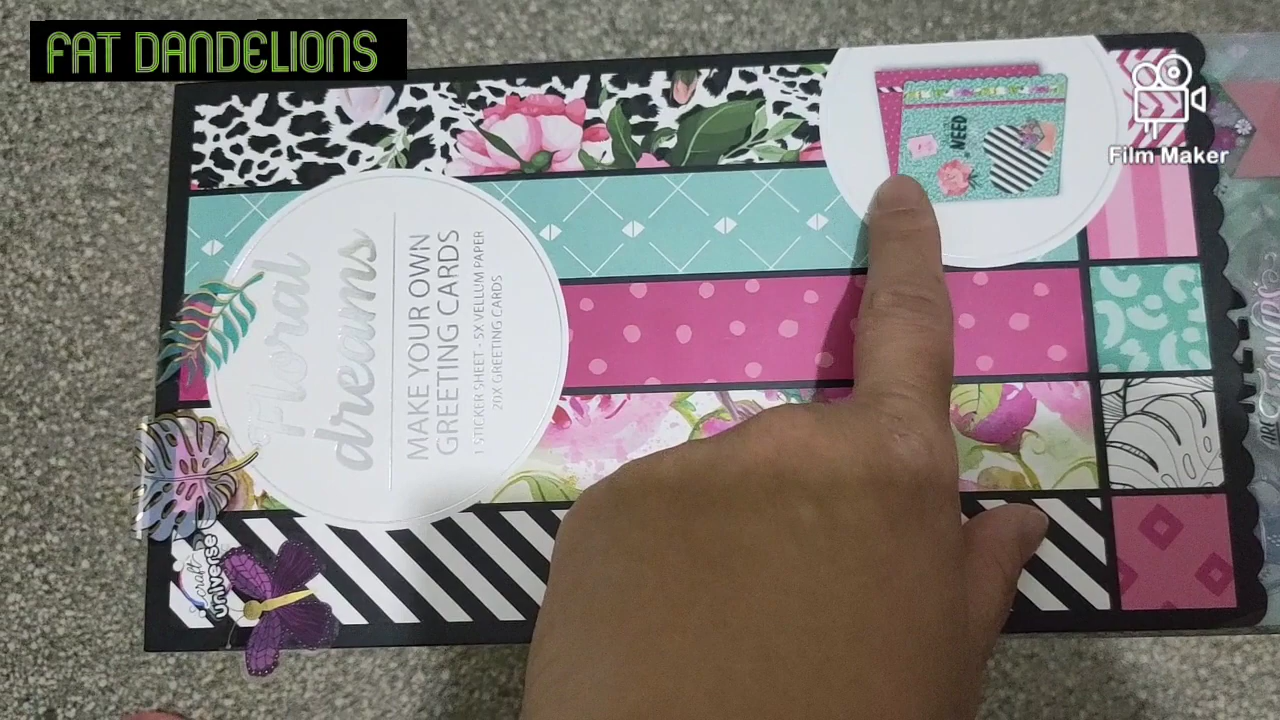 FAT DANDELIONS
Film Maker
NEED
Floral
dreams
MAKE YOUR OWN
GREETING CARDS
1 STICKER SHEET - 5X VELLUM PAPER
20X GREETING CARDS
craft
universe